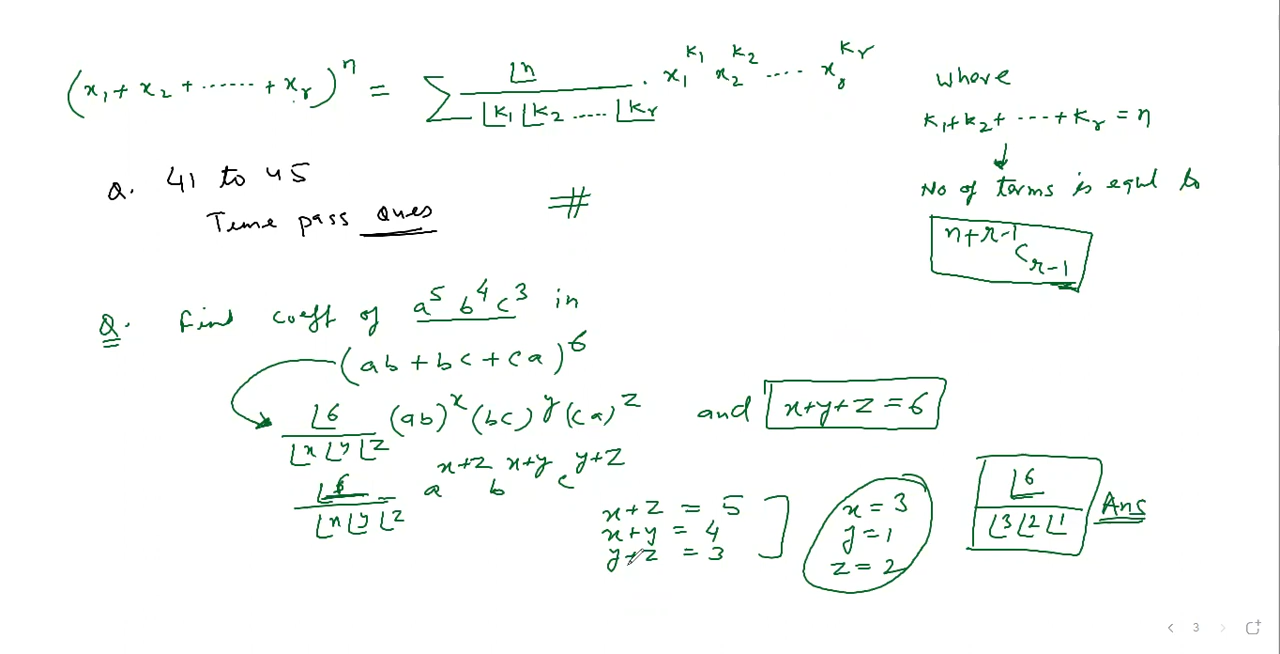 (x₁ + x₂ + ...... + xᵣ)ⁿ = ∑ ⌊n / ⌊k₁ ⌊k₂ ..... ⌊kᵣ . x₁^k₁ x₂^k₂ .... xᵣ^kᵣ where
k₁+k₂+ ---+kᵣ = n
↓
No of terms is equl to
n+r-1 C r-1
Q. 41 to 45
Time pass Ques
#
Q. Find coeff of a⁵ b⁴ c³ in
(ab + bc + ca)⁶
⌊6 / ⌊x ⌊y ⌊z (ab)^x (bc)^y (ca)^z and x+y+z = 6
⌊6 / ⌊x ⌊y ⌊z a^x+z b^x+y c^y+z
x+z = 5
x+y = 4
y+z = 3
x = 3
y = 1
z = 2
⌊6 / ⌊3 ⌊2 ⌊1 Ans
< 3 >